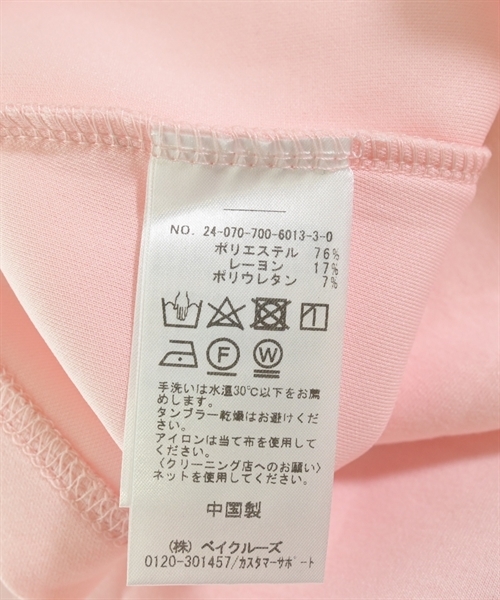 NO. 24-070-700-6013-3-0
ポリエステル 76%
レーヨン 17%
ポリウレタン 7%
F W
手洗いは水温30℃以下をお薦
めします。
タンブラー乾燥はお避けくださ
い。
アイロンは当て布を使用して
ください。
〈クリーニング店へのお願い〉
ネットを使用してください。
中国製
(株) ベイクルーズ
0120-301457/カスタマーサポート